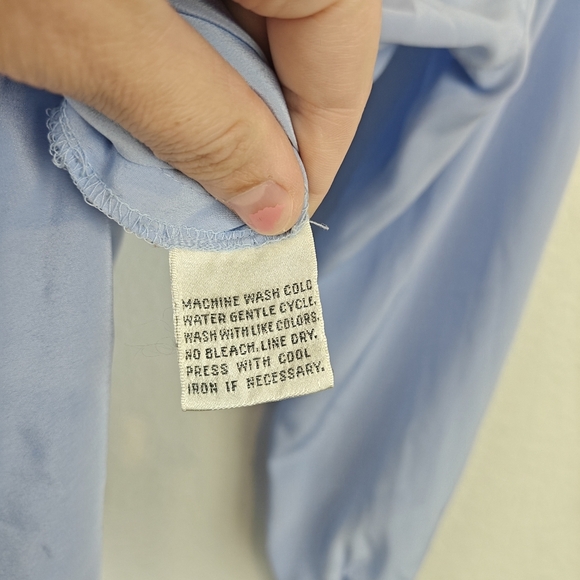 MACHINE WASH COLD
WATER GENTLE CYCLE.
WASH WITH LIKE COLORS.
NO BLEACH. LINE DRY.
PRESS WITH COOL
IRON IF NECESSARY.